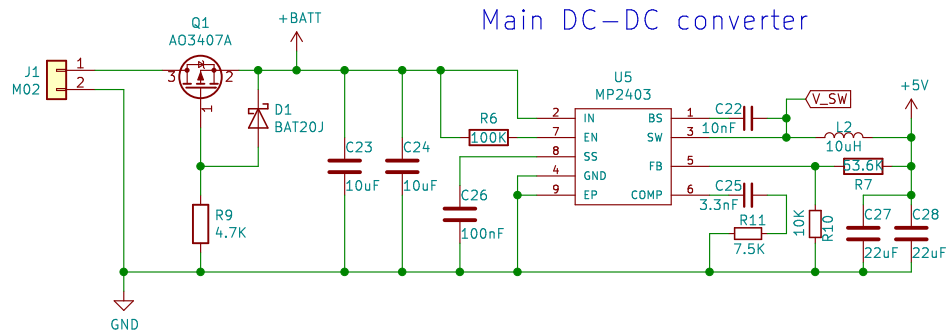 Main DC-DC converter
Q1
AO3407A
+BATT
J1
M02
1
2
3
2
1
D1
BAT20J
R9
4.7K
GND
C23
10uF
C24
10uF
R6
100K
C26
100nF
U5
MP2403
2
IN
7
EN
8
SS
4
GND
9
EP
BS
1
SW
3
FB
5
COMP
6
C22
10nF
V_SW
L2
10uH
+5V
53.6K
R7
C25
3.3nF
R11
7.5K
10K
R10
C27
22uF
C28
22uF